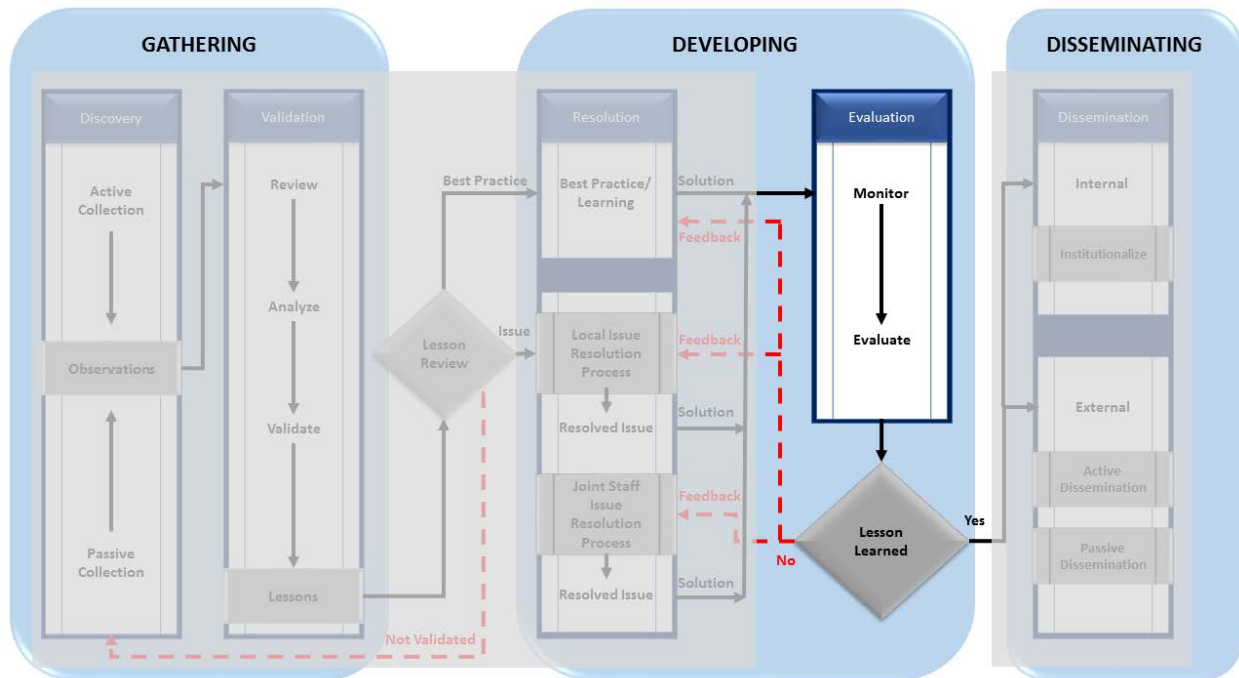 GATHERING
Discovery
Active
Collection
Observations
Passive
Collection
Validation
Review
Analyze
Validate
Lessons
Not Validated
Lesson
Review
Best Practice
Issue
DEVELOPING
Resolution
Best Practice/
Learning
Local Issue
Resolution
Process
Resolved Issue
Joint Staff
Issue
Resolution
Process
Resolved Issue
Solution
Feedback
Feedback
Solution
Feedback
Solution
Evaluation
Monitor
Evaluate
Lesson
Learned
No
Yes
DISSEMINATING
Dissemination
Internal
Institutionalize
External
Active
Dissemination
Passive
Dissemination